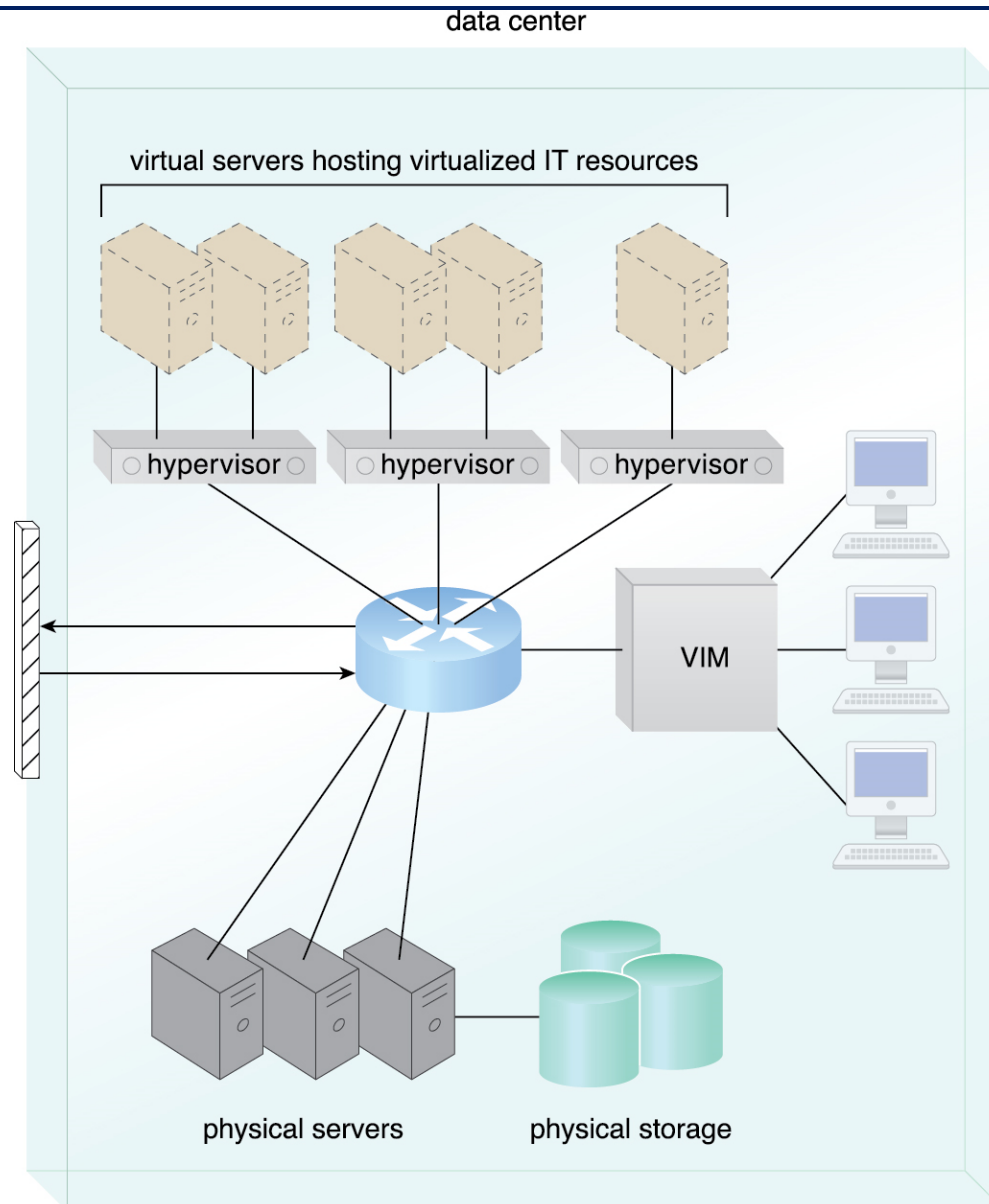 data center
virtual servers hosting virtualized IT resources
hypervisor
hypervisor
hypervisor
VIM
physical servers
physical storage